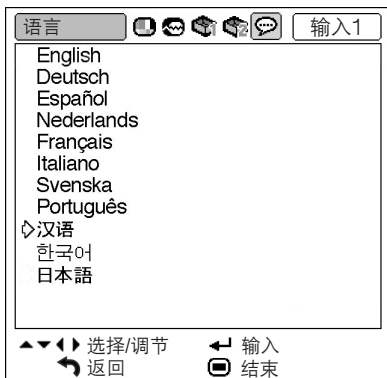 语言 输入1
English
Deutsch
Español
Nederlands
Français
Italiano
Svenska
Português
汉语
한국어
日本語
选择/调节 输入
返回 结束